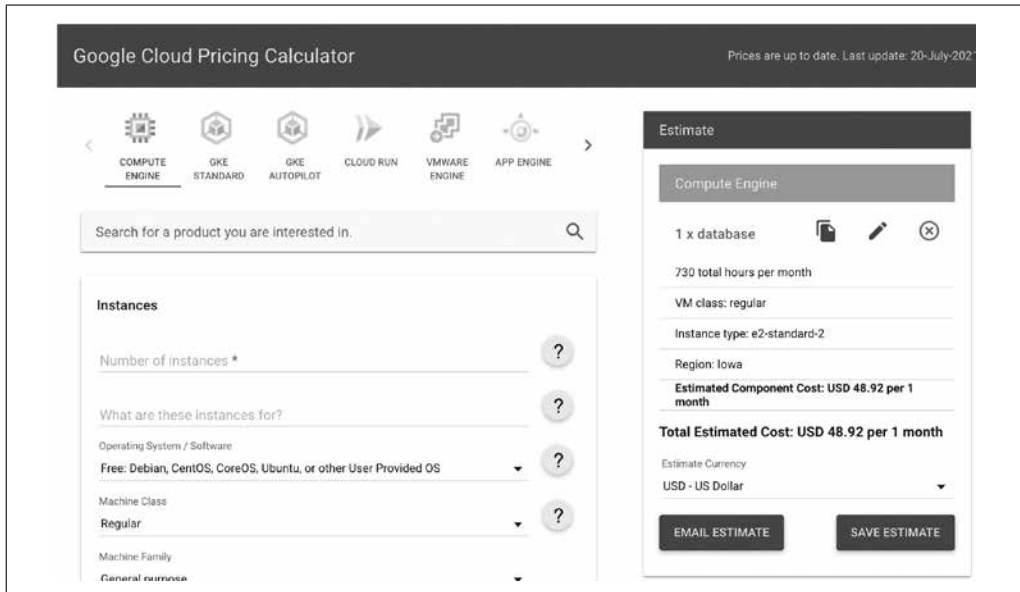 Google Cloud Pricing Calculator
Prices are up to date. Last update: 20-July-2021
COMPUTE ENGINE
GKE STANDARD
GKE AUTOPILOT
CLOUD RUN
VMWARE ENGINE
APP ENGINE
Search for a product you are interested in.
Instances
Number of instances *
?
What are these instances for?
?
Operating System / Software
Free: Debian, CentOS, CoreOS, Ubuntu, or other User Provided OS
?
Machine Class
Regular
?
Machine Family
General purpose
Estimate
Compute Engine
1 x database
730 total hours per month
VM class: regular
Instance type: e2-standard-2
Region: Iowa
Estimated Component Cost: USD 48.92 per 1
month
Total Estimated Cost: USD 48.92 per 1 month
Estimate Currency
USD - US Dollar
EMAIL ESTIMATE
SAVE ESTIMATE